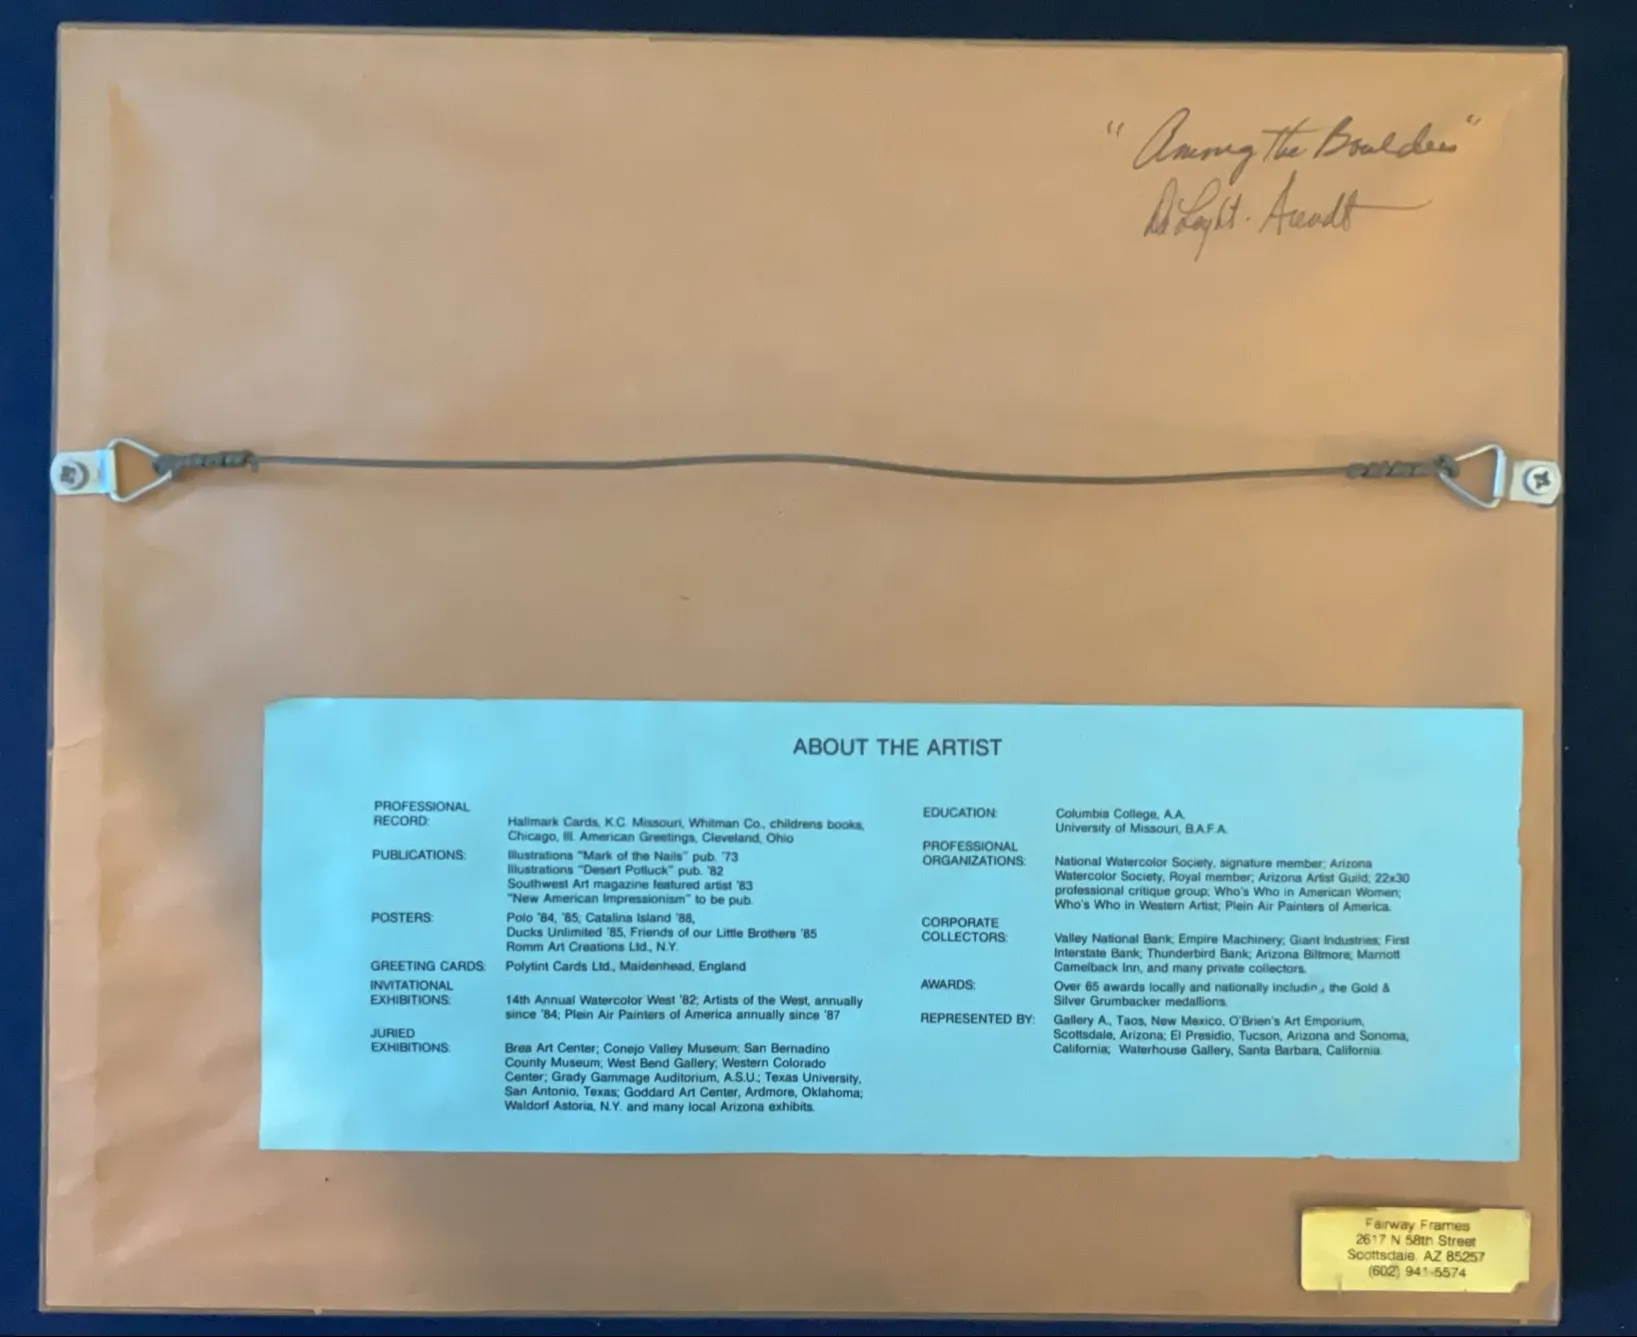 "Among The Boulders"
ABOUT THE ARTIST
PROFESSIONAL
RECORD:
Hallmark Cards, K.C. Missouri, Whitman Co., childrens books,
Chicago, Ill. American Greetings, Cleveland, Ohio
PUBLICATIONS:
Illustrations "Mark of the Nails" pub. '73
Illustrations "Desert Potluck" pub. '82
Southwest Art magazine featured artist '83
"New American Impressionism" to be pub.
POSTERS:
Polo '84, '85, Catalina Island '88,
Ducks Unlimited '85, Friends of our Little Brothers '85
Romm Art Creations Ltd., N.Y.
GREETING CARDS:
Polytint Cards Ltd., Maidenhead, England
INVITATIONAL
EXHIBITIONS:
14th Annual Watercolor West '82; Artists of the West, annually
since '84; Plein Air Painters of America annually since '87
JURIED
EXHIBITIONS:
Brea Art Center; Conejo Valley Museum; San Bernadino
County Museum; West Bend Gallery; Western Colorado
Center; Grady Gammage Auditorium, A.S.U.; Texas University,
San Antonio, Texas; Goddard Art Center, Ardmore, Oklahoma;
Waldorf Astoria, N.Y. and many local Arizona exhibits.
EDUCATION:
Columbia College, A.A.
University of Missouri, B.A.F.A.
PROFESSIONAL
ORGANIZATIONS:
National Watercolor Society, signature member; Arizona
Watercolor Society, Royal member; Arizona Artist Guild; 22x30
professional critique group; Who's Who in American Women;
Who's Who in Western Artist; Plein Air Painters of America.
CORPORATE
COLLECTORS:
Valley National Bank; Empire Machinery; Giant Industries; First
Interstate Bank; Thunderbird Bank; Arizona Biltmore; Marriott
Camelback Inn, and many private collectors.
AWARDS:
Over 65 awards locally and nationally including the Gold &
Silver Grumbacker medallions.
REPRESENTED BY:
Gallery A., Taos, New Mexico, O'Brien's Art Emporium,
Scottsdale, Arizona; El Presidio, Tucson, Arizona and Sonoma,
California; Waterhouse Gallery, Santa Barbara, California.
Fairway Frames
2617 N 58th Street
Scottsdale, AZ 85257
(602) 941-5574